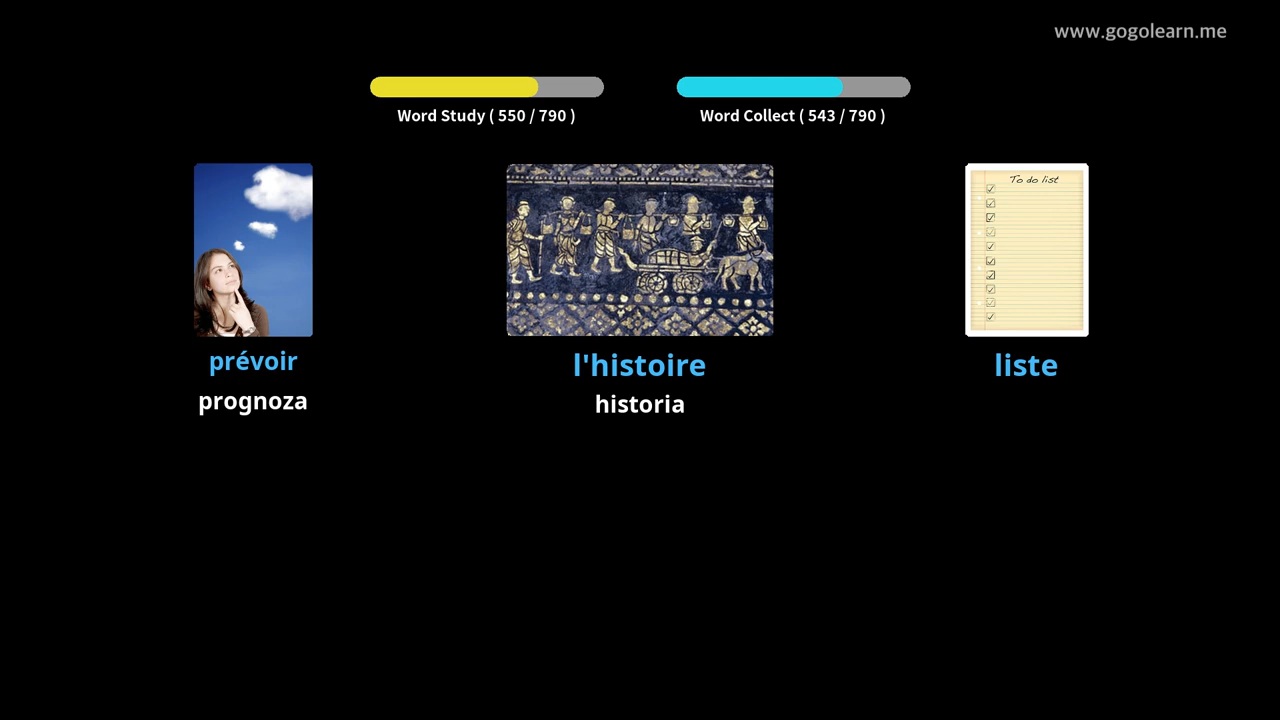 www.gogolearn.me
Word Study ( 550 / 790 )
Word Collect ( 543 / 790 )
To do list
prévoir
l'histoire
liste
prognoza
historia